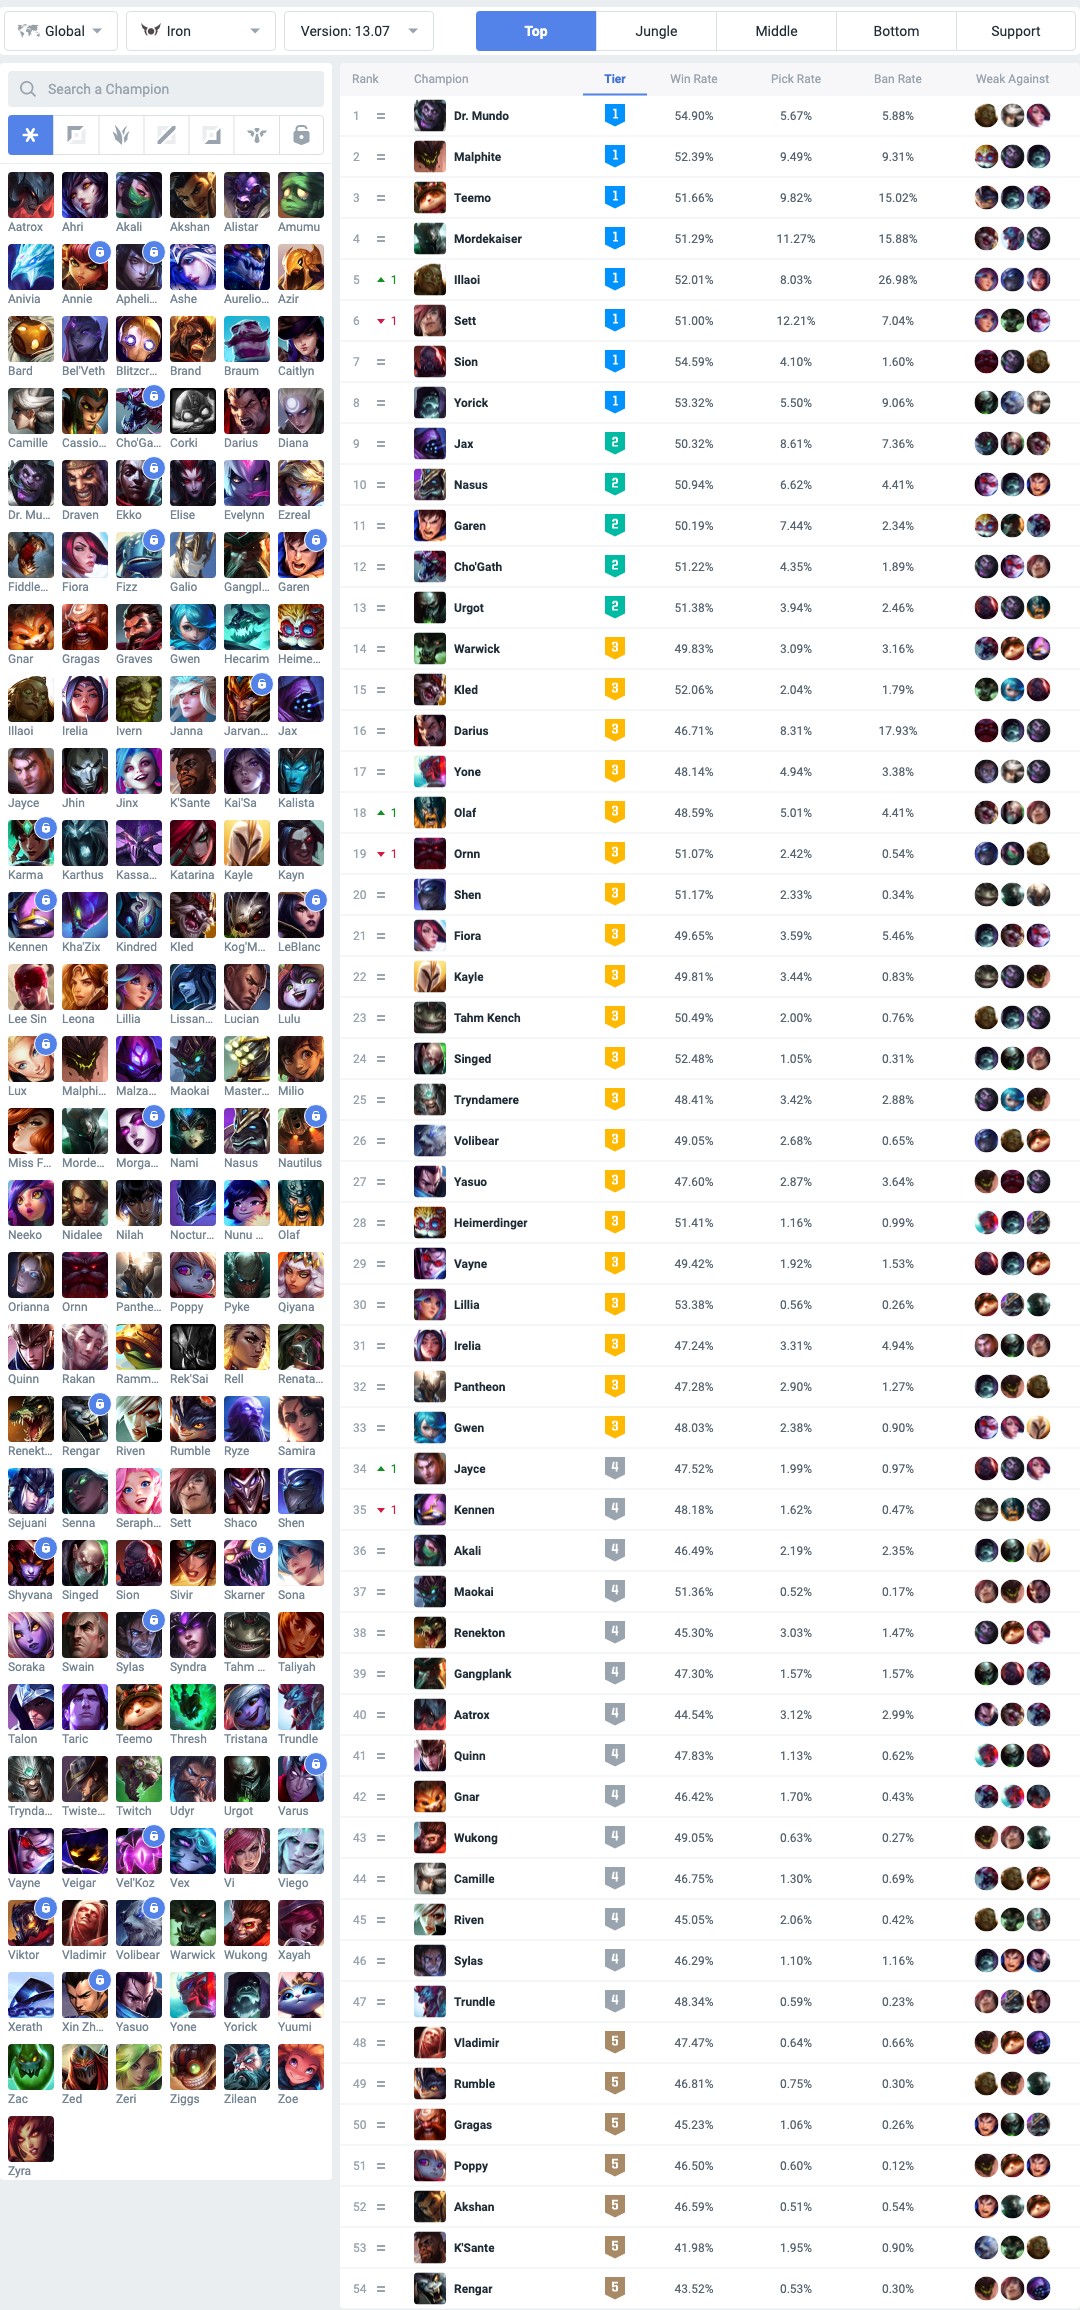 Global
Iron
Version: 13.07
Top
Jungle
Middle
Bottom
Support
Search a Champion
Aatrox Ahri Akali Akshan Alistar Amumu
Anivia Annie Apheli... Ashe Aurelio... Azir
Bard Bel'Veth Blitzcr... Brand Braum Caitlyn
Camille Cassio... Cho'Ga... Corki Darius Diana
Dr. Mu... Draven Ekko Elise Evelynn Ezreal
Fiddle... Fiora Fizz Galio Gangpl... Garen
Gnar Gragas Graves Gwen Hecarim Heime...
Illaoi Irelia Ivern Janna Jarvan... Jax
Jayce Jhin Jinx K'Sante Kai'Sa Kalista
Karma Karthus Kassa... Katarina Kayle Kayn
Kennen Kha'Zix Kindred Kled Kog'M... LeBlanc
Lee Sin Leona Lillia Lissan... Lucian Lulu
Lux Malphi... Malza... Maokai Master... Milio
Miss F... Morde... Morga... Nami Nasus Nautilus
Neeko Nidalee Nilah Noctur... Nunu ... Olaf
Orianna Ornn Panthe... Poppy Pyke Qiyana
Quinn Rakan Ramm... Rek'Sai Rell Renata...
Renekt... Rengar Riven Rumble Ryze Samira
Sejuani Senna Seraph... Sett Shaco Shen
Shyvana Singed Sion Sivir Skarner Sona
Soraka Swain Sylas Syndra Tahm ... Taliyah
Talon Taric Teemo Thresh Tristana Trundle
Trynda... Twiste... Twitch Udyr Urgot Varus
Vayne Veigar Vel'Koz Vex Vi Viego
Viktor Vladimir Volibear Warwick Wukong Xayah
Xerath Xin Zh... Yasuo Yone Yorick Yuumi
Zac Zed Zeri Ziggs Zilean Zoe
Zyra
Rank Champion Tier Win Rate Pick Rate Ban Rate Weak Against
1 = Dr. Mundo 1 54.90% 5.67% 5.88%
2 = Malphite 1 52.39% 9.49% 9.31%
3 = Teemo 1 51.66% 9.82% 15.02%
4 = Mordekaiser 1 51.29% 11.27% 15.88%
5 1 Illaoi 1 52.01% 8.03% 26.98%
6 1 Sett 1 51.00% 12.21% 7.04%
7 = Sion 1 54.59% 4.10% 1.60%
8 = Yorick 1 53.32% 5.50% 9.06%
9 = Jax 2 50.32% 8.61% 7.36%
10 = Nasus 2 50.94% 6.62% 4.41%
11 = Garen 2 50.19% 7.44% 2.34%
12 = Cho'Gath 2 51.22% 4.35% 1.89%
13 = Urgot 2 51.38% 3.94% 2.46%
14 = Warwick 3 49.83% 3.09% 3.16%
15 = Kled 3 52.06% 2.04% 1.79%
16 = Darius 3 46.71% 8.31% 17.93%
17 = Yone 3 48.14% 4.94% 3.38%
18 1 Olaf 3 48.59% 5.01% 4.41%
19 1 Ornn 3 51.07% 2.42% 0.54%
20 = Shen 3 51.17% 2.33% 0.34%
21 = Fiora 3 49.65% 3.59% 5.46%
22 = Kayle 3 49.81% 3.44% 0.83%
23 = Tahm Kench 3 50.49% 2.00% 0.76%
24 = Singed 3 52.48% 1.05% 0.31%
25 = Tryndamere 3 48.41% 3.42% 2.88%
26 = Volibear 3 49.05% 2.68% 0.65%
27 = Yasuo 3 47.60% 2.87% 3.64%
28 = Heimerdinger 3 51.41% 1.16% 0.99%
29 = Vayne 3 49.42% 1.92% 1.53%
30 = Lillia 3 53.38% 0.56% 0.26%
31 = Irelia 3 47.24% 3.31% 4.94%
32 = Pantheon 3 47.28% 2.90% 1.27%
33 = Gwen 3 48.03% 2.38% 0.90%
34 1 Jayce 4 47.52% 1.99% 0.97%
35 1 Kennen 4 48.18% 1.62% 0.47%
36 = Akali 4 46.49% 2.19% 2.35%
37 = Maokai 4 51.36% 0.52% 0.17%
38 = Renekton 4 45.30% 3.03% 1.47%
39 = Gangplank 4 47.30% 1.57% 1.57%
40 = Aatrox 4 44.54% 3.12% 2.99%
41 = Quinn 4 47.83% 1.13% 0.62%
42 = Gnar 4 46.42% 1.70% 0.43%
43 = Wukong 4 49.05% 0.63% 0.27%
44 = Camille 4 46.75% 1.30% 0.69%
45 = Riven 4 45.05% 2.06% 0.42%
46 = Sylas 4 46.29% 1.10% 1.16%
47 = Trundle 4 48.34% 0.59% 0.23%
48 = Vladimir 5 47.47% 0.64% 0.66%
49 = Rumble 5 46.81% 0.75% 0.30%
50 = Gragas 5 45.23% 1.06% 0.26%
51 = Poppy 5 46.50% 0.60% 0.12%
52 = Akshan 5 46.59% 0.51% 0.54%
53 = K'Sante 5 41.98% 1.95% 0.90%
54 = Rengar 5 43.52% 0.53% 0.30%